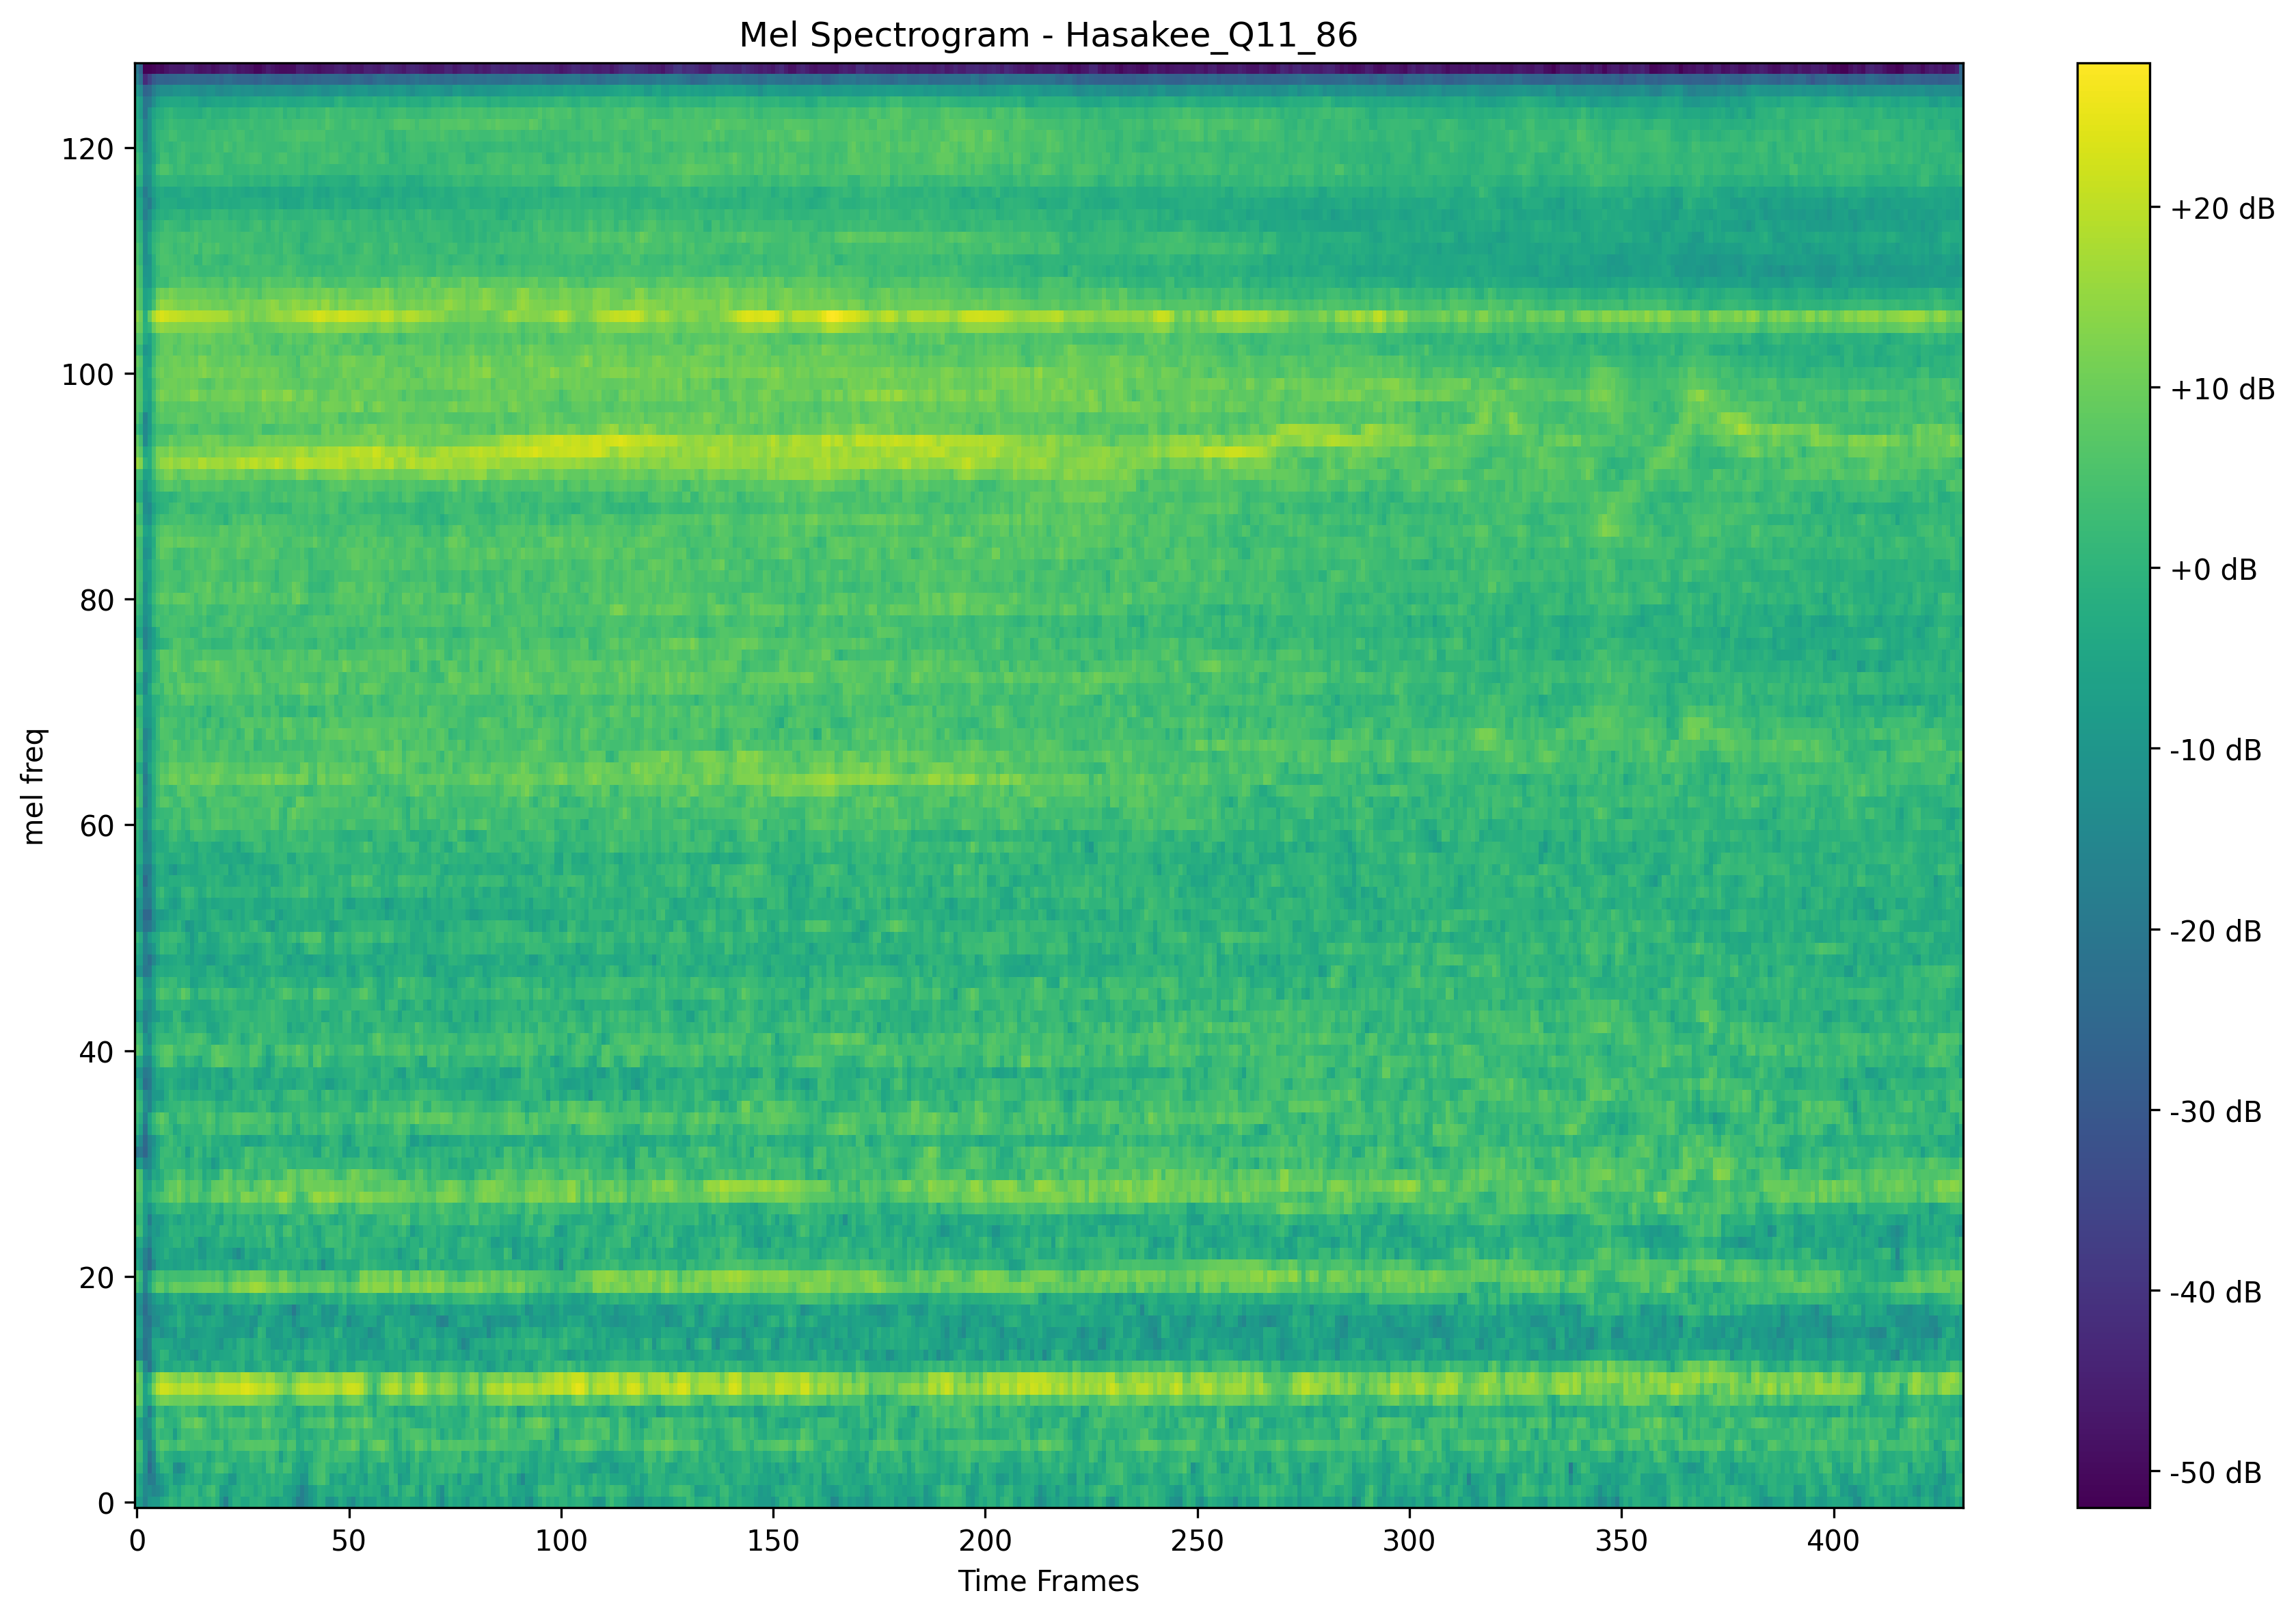 Mel Spectrogram - Hasakee_Q11_86
120
100
80
60
40
20
0
mel freq
0 50 100 150 200 250 300 350 400
Time Frames
+20 dB
+10 dB
+0 dB
-10 dB
-20 dB
-30 dB
-40 dB
-50 dB